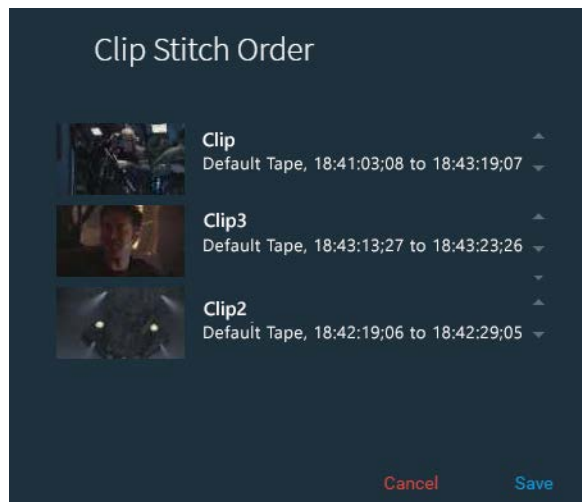 Clip Stitch Order
Clip
Default Tape, 18:41:03;08 to 18:43:19;07
Clip3
Default Tape, 18:43:13;27 to 18:43:23;26
Clip2
Default Tape, 18:42:19;06 to 18:42:29;05
Cancel Save